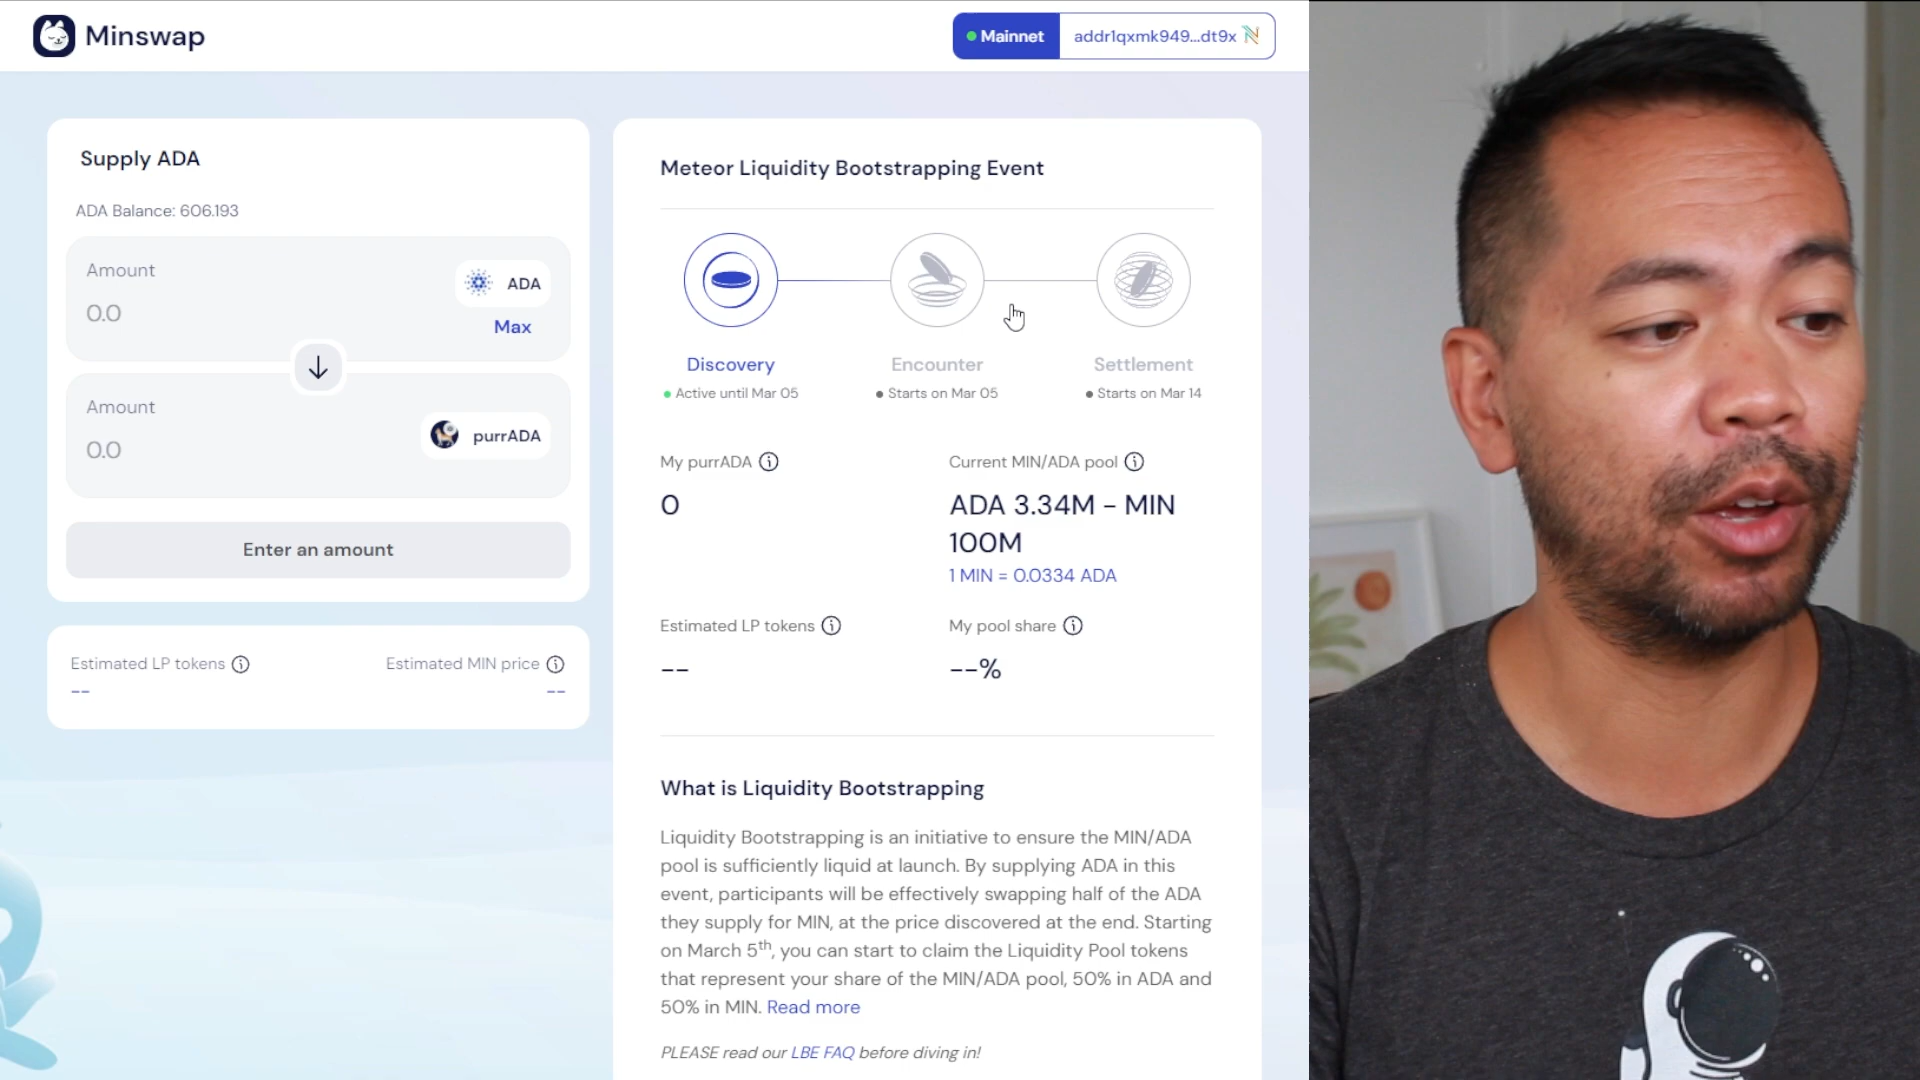 Minswap
Mainnet
addr1qxmk949...dt9x
Supply ADA
ADA Balance: 606.193
Amount
ADA
0.0
Max
Amount
purrADA
0.0
Enter an amount
Estimated LP tokens
Estimated MIN price
--
--
Meteor Liquidity Bootstrapping Event
Discovery
Encounter
Settlement
Active until Mar 05
Starts on Mar 05
Starts on Mar 14
My purrADA
Current MIN/ADA pool
0
ADA 3.34M - MIN
100M
1 MIN = 0.0334 ADA
Estimated LP tokens
My pool share
--
--%
What is Liquidity Bootstrapping
Liquidity Bootstrapping is an initiative to ensure the MIN/ADA
pool is sufficiently liquid at launch. By supplying ADA in this
event, participants will be effectively swapping half of the ADA
they supply for MIN, at the price discovered at the end. Starting
on March 5th, you can start to claim the Liquidity Pool tokens
that represent your share of the MIN/ADA pool, 50% in ADA and
50% in MIN. Read more
PLEASE read our LBE FAQ before diving in!